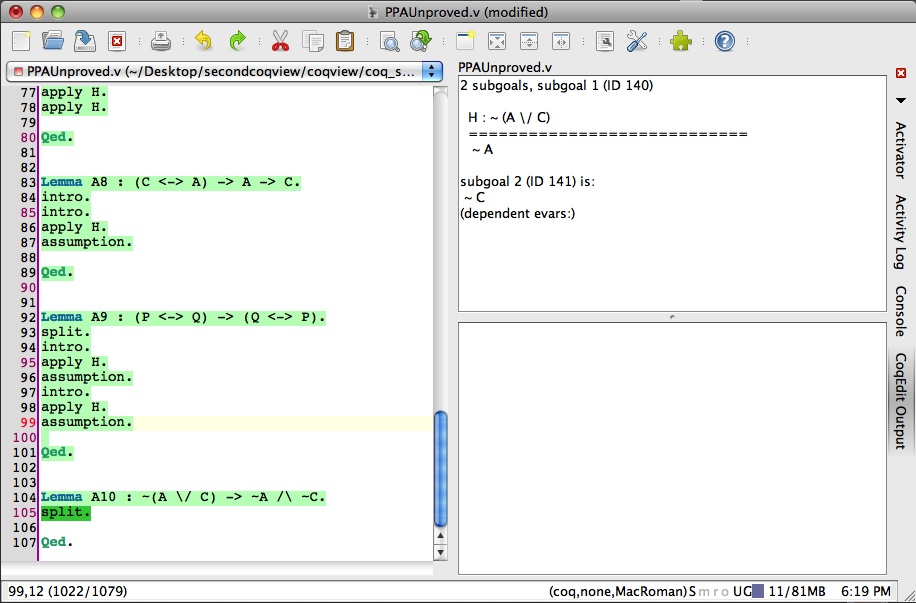 PPAUnproved.v (modified)
PPAUnproved.v (~/Desktop/secondcoqview/coqview/coq_s...
77 apply H.
78 apply H.
79
80 Qed.
81
82
83 Lemma A8 : (C <-> A) -> A -> C.
84 intro.
85 intro.
86 apply H.
87 assumption.
88
89 Qed.
90
91
92 Lemma A9 : (P <-> Q) -> (Q <-> P).
93 split.
94 intro.
95 apply H.
96 assumption.
97 intro.
98 apply H.
99 assumption.
100
101 Qed.
102
103
104 Lemma A10 : ~(A \/ C) -> ~A /\ ~C.
105 split.
106
107 Qed.
PPAUnproved.v
2 subgoals, subgoal 1 (ID 140)
H : ~ (A \/ C)
============================
~ A
subgoal 2 (ID 141) is:
~ C
(dependent evars:)
Activator
Activity Log
Console
CoqEdit Output
99,12 (1022/1079)
(coq,none,MacRoman)S m r o UG 11/81MB 6:19 PM